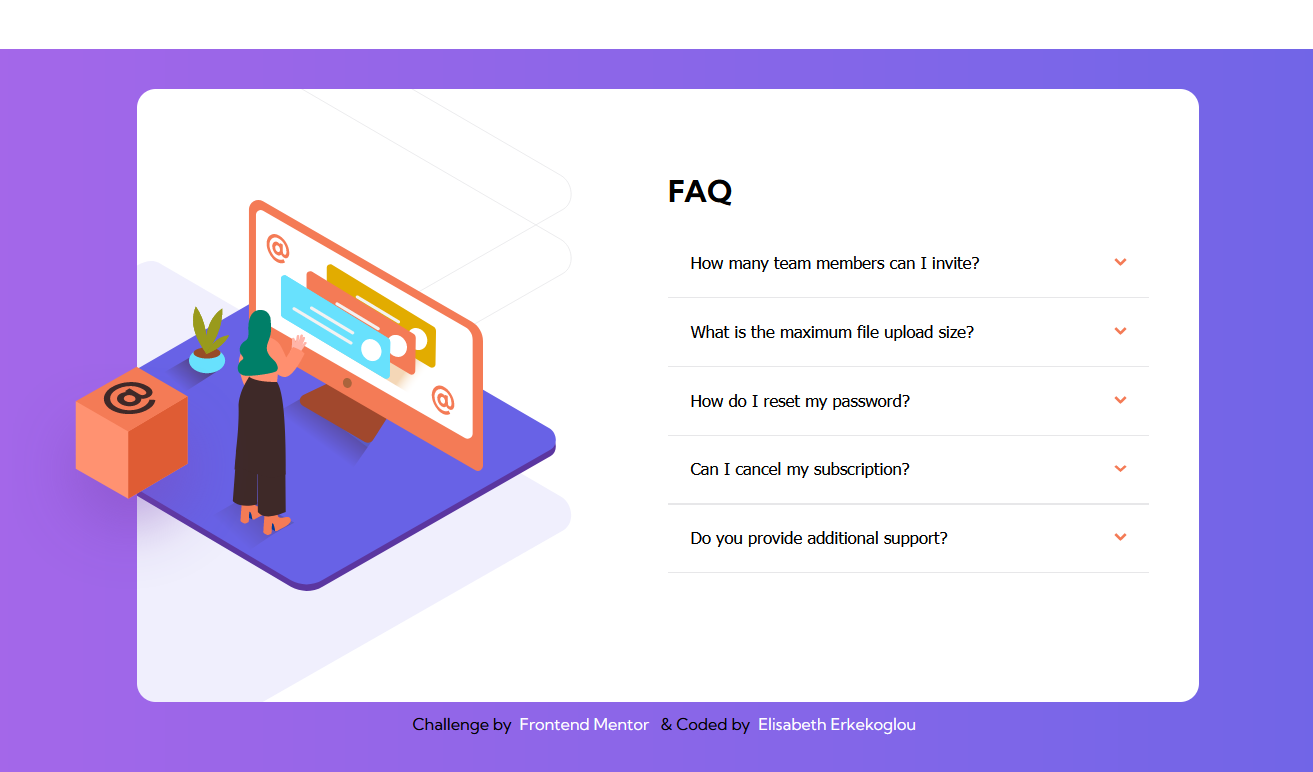 FAQ
How many team members can I invite?
What is the maximum file upload size?
How do I reset my password?
Can I cancel my subscription?
Do you provide additional support?
@
@
@
Challenge by Frontend Mentor & Coded by Elisabeth Erkekoglou